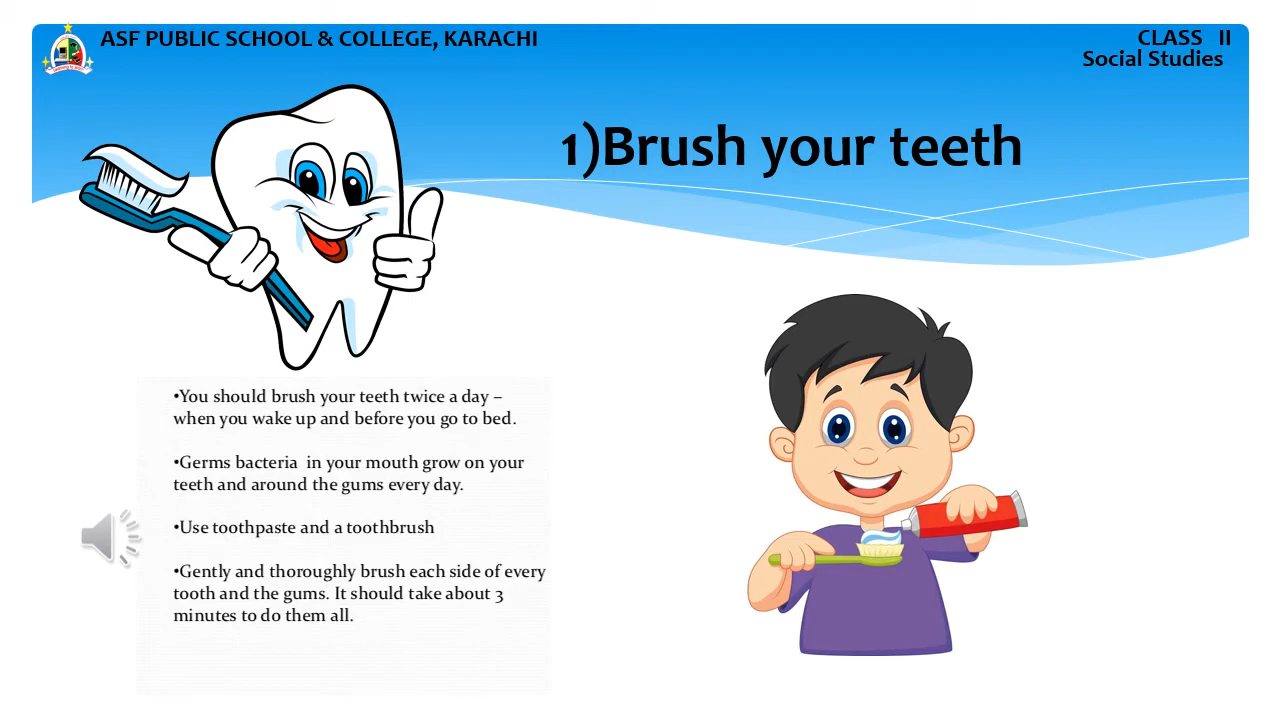 ASF PUBLIC SCHOOL & COLLEGE, KARACHI
CLASS II
Social Studies
1)Brush your teeth
•You should brush your teeth twice a day –
when you wake up and before you go to bed.
•Germs bacteria in your mouth grow on your
teeth and around the gums every day.
•Use toothpaste and a toothbrush
•Gently and thoroughly brush each side of every
tooth and the gums. It should take about 3
minutes to do them all.